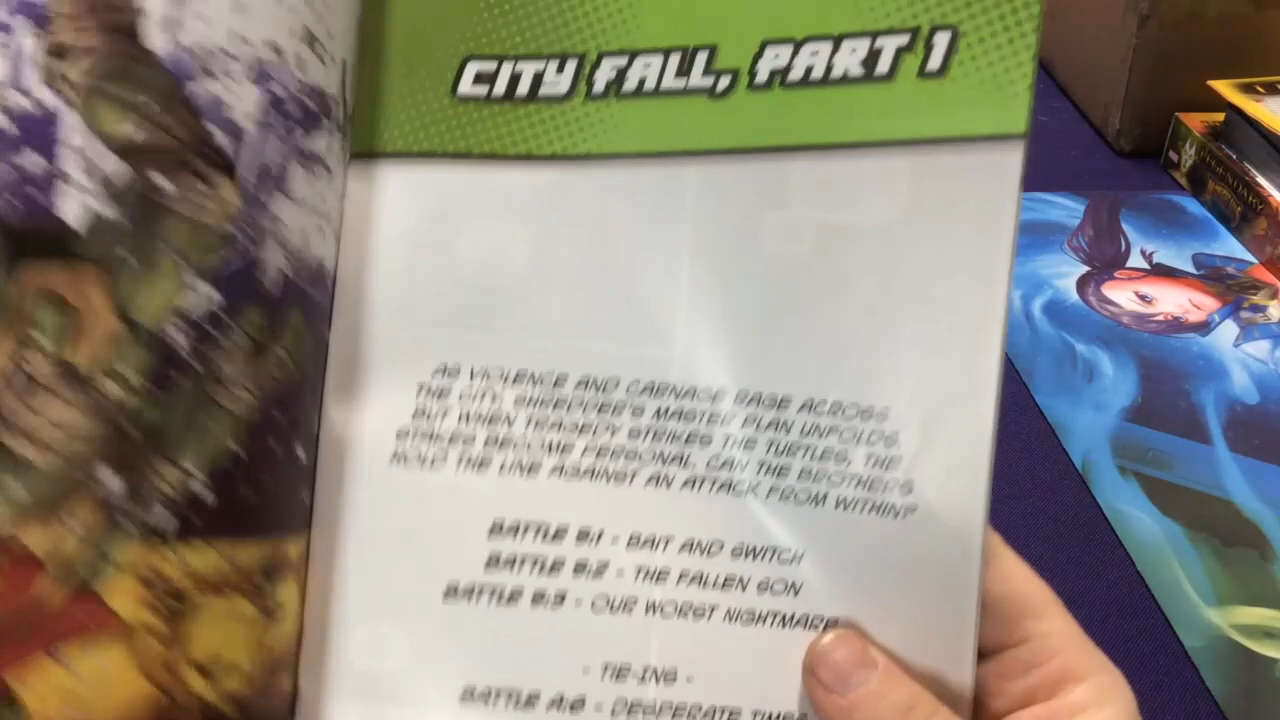 CITY FALL, PART 1
AS VIOLENCE AND CARNAGE RAGE ACROSS
THE CITY, SHREDDER'S MASTER PLAN UNFOLDS.
BUT WHEN TRAGEDY STRIKES THE TURTLES, THE
STAKES BECOME PERSONAL. CAN THE BROTHERS
HOLD THE LINE AGAINST AN ATTACK FROM WITHIN?
BATTLE 5:1 - BAIT AND SWITCH
BATTLE 5:2 - THE FALLEN SON
BATTLE 5:3 - OUR WORST NIGHTMARE
- TIE-INS -
BATTLE A:6 - DESPERATE TIMES
LEGENDARY